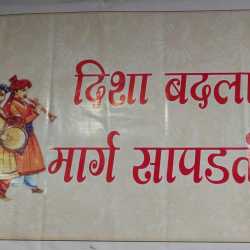 दिशा बदला
मार्ग सापडत